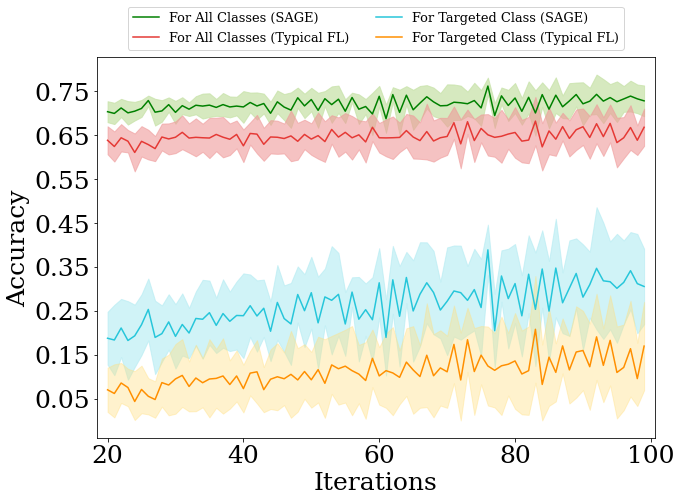 For All Classes (SAGE)
For All Classes (Typical FL)
For Targeted Class (SAGE)
For Targeted Class (Typical FL)
0.75
0.65
0.55
0.45
0.35
0.25
0.15
0.05
Accuracy
20 40 60 80 100
Iterations